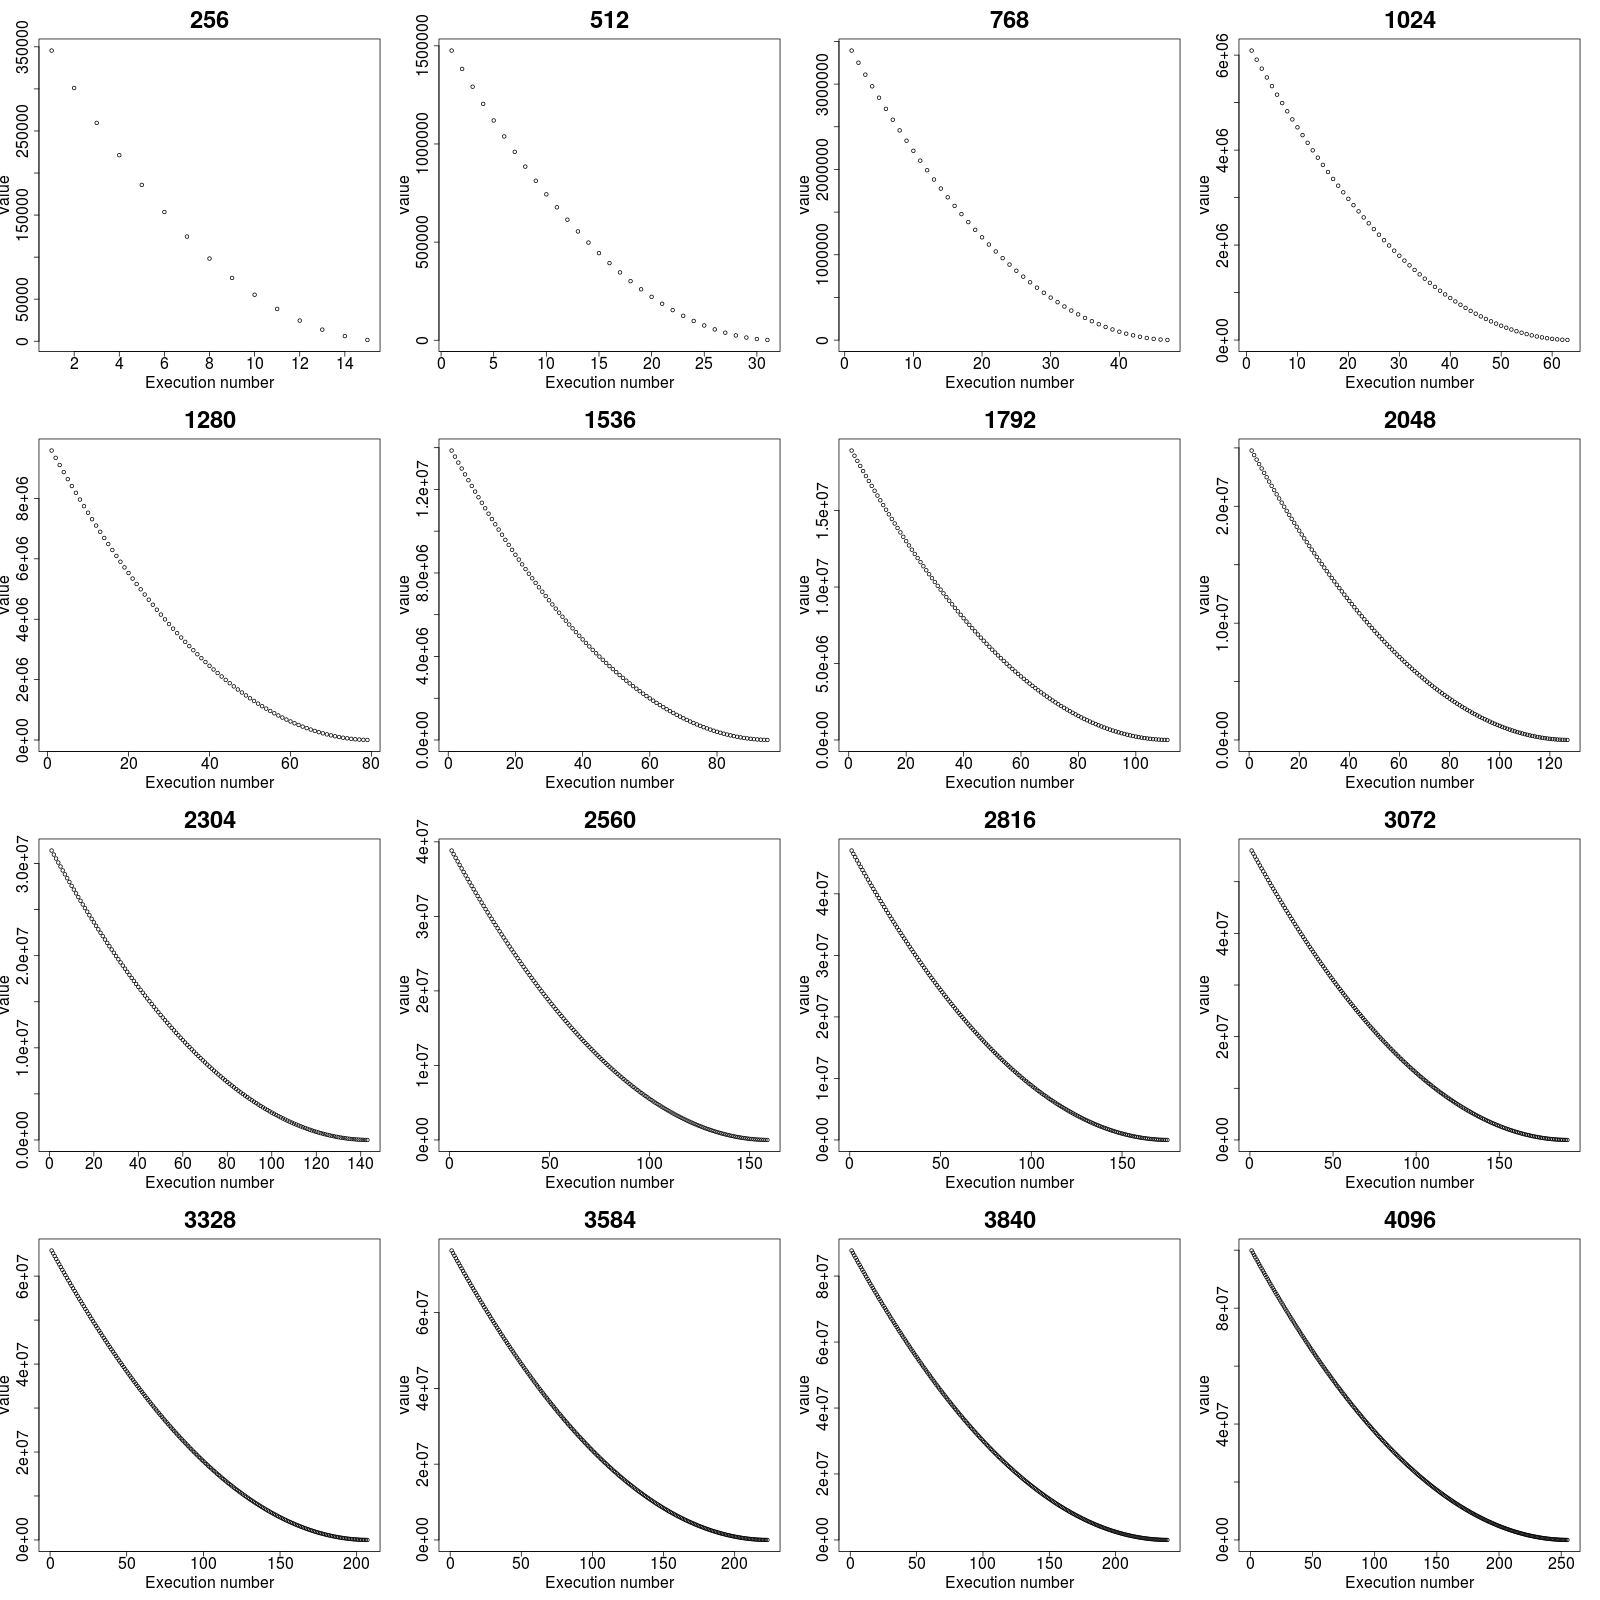 256
350000
250000
150000
50000
0
value
2 4 6 8 10 12 14
Execution number
512
1500000
1000000
500000
0
value
0 5 10 15 20 25 30
Execution number
768
3000000
2000000
1000000
0
value
0 10 20 30 40
Execution number
1024
6e+06
4e+06
2e+06
0e+00
value
0 10 20 30 40 50 60
Execution number
1280
8e+06
6e+06
4e+06
2e+06
0e+00
value
0 20 40 60 80
Execution number
1536
1.2e+07
8.0e+06
4.0e+06
0.0e+00
value
0 20 40 60 80
Execution number
1792
1.5e+07
1.0e+07
5.0e+06
0.0e+00
value
0 20 40 60 80 100
Execution number
2048
2.0e+07
1.0e+07
0.0e+00
value
0 20 40 60 80 100 120
Execution number
2304
3.0e+07
2.0e+07
1.0e+07
0.0e+00
value
0 20 40 60 80 100 120 140
Execution number
2560
4e+07
3e+07
2e+07
1e+07
0e+00
value
0 50 100 150
Execution number
2816
4e+07
3e+07
2e+07
1e+07
0e+00
value
0 50 100 150
Execution number
3072
4e+07
2e+07
0e+00
value
0 50 100 150
Execution number
3328
6e+07
4e+07
2e+07
0e+00
value
0 50 100 150 200
Execution number
3584
6e+07
4e+07
2e+07
0e+00
value
0 50 100 150 200
Execution number
3840
8e+07
6e+07
4e+07
2e+07
0e+00
value
0 50 100 150 200
Execution number
4096
8e+07
4e+07
0e+00
value
0 50 100 150 200 250
Execution number